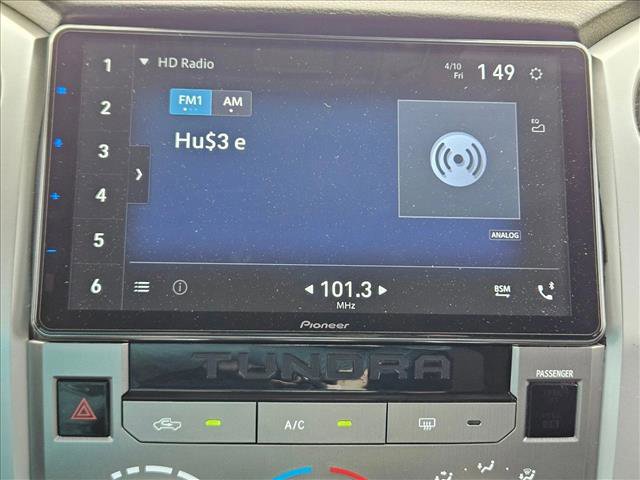 1 HD Radio 4/10 Fri 1 49
2 FM1 AM EQ
Hu$3 e
3
4
5 ANALOG
6 101.3 BSM
MHz
Pioneer
TUNDRA
PASSENGER
A/C